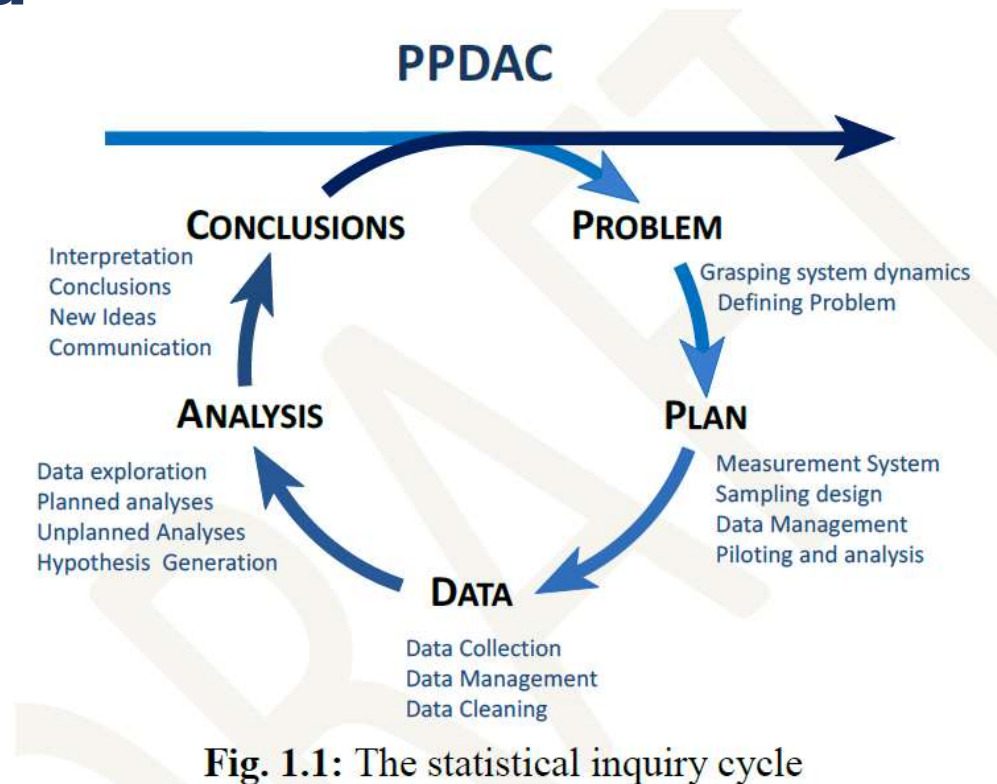 PPDAC
CONCLUSIONS
Interpretation
Conclusions
New Ideas
Communication
PROBLEM
Grasping system dynamics
Defining Problem
PLAN
Measurement System
Sampling design
Data Management
Piloting and analysis
DATA
Data Collection
Data Management
Data Cleaning
ANALYSIS
Data exploration
Planned analyses
Unplanned Analyses
Hypothesis Generation
Fig. 1.1: The statistical inquiry cycle
DRAFT